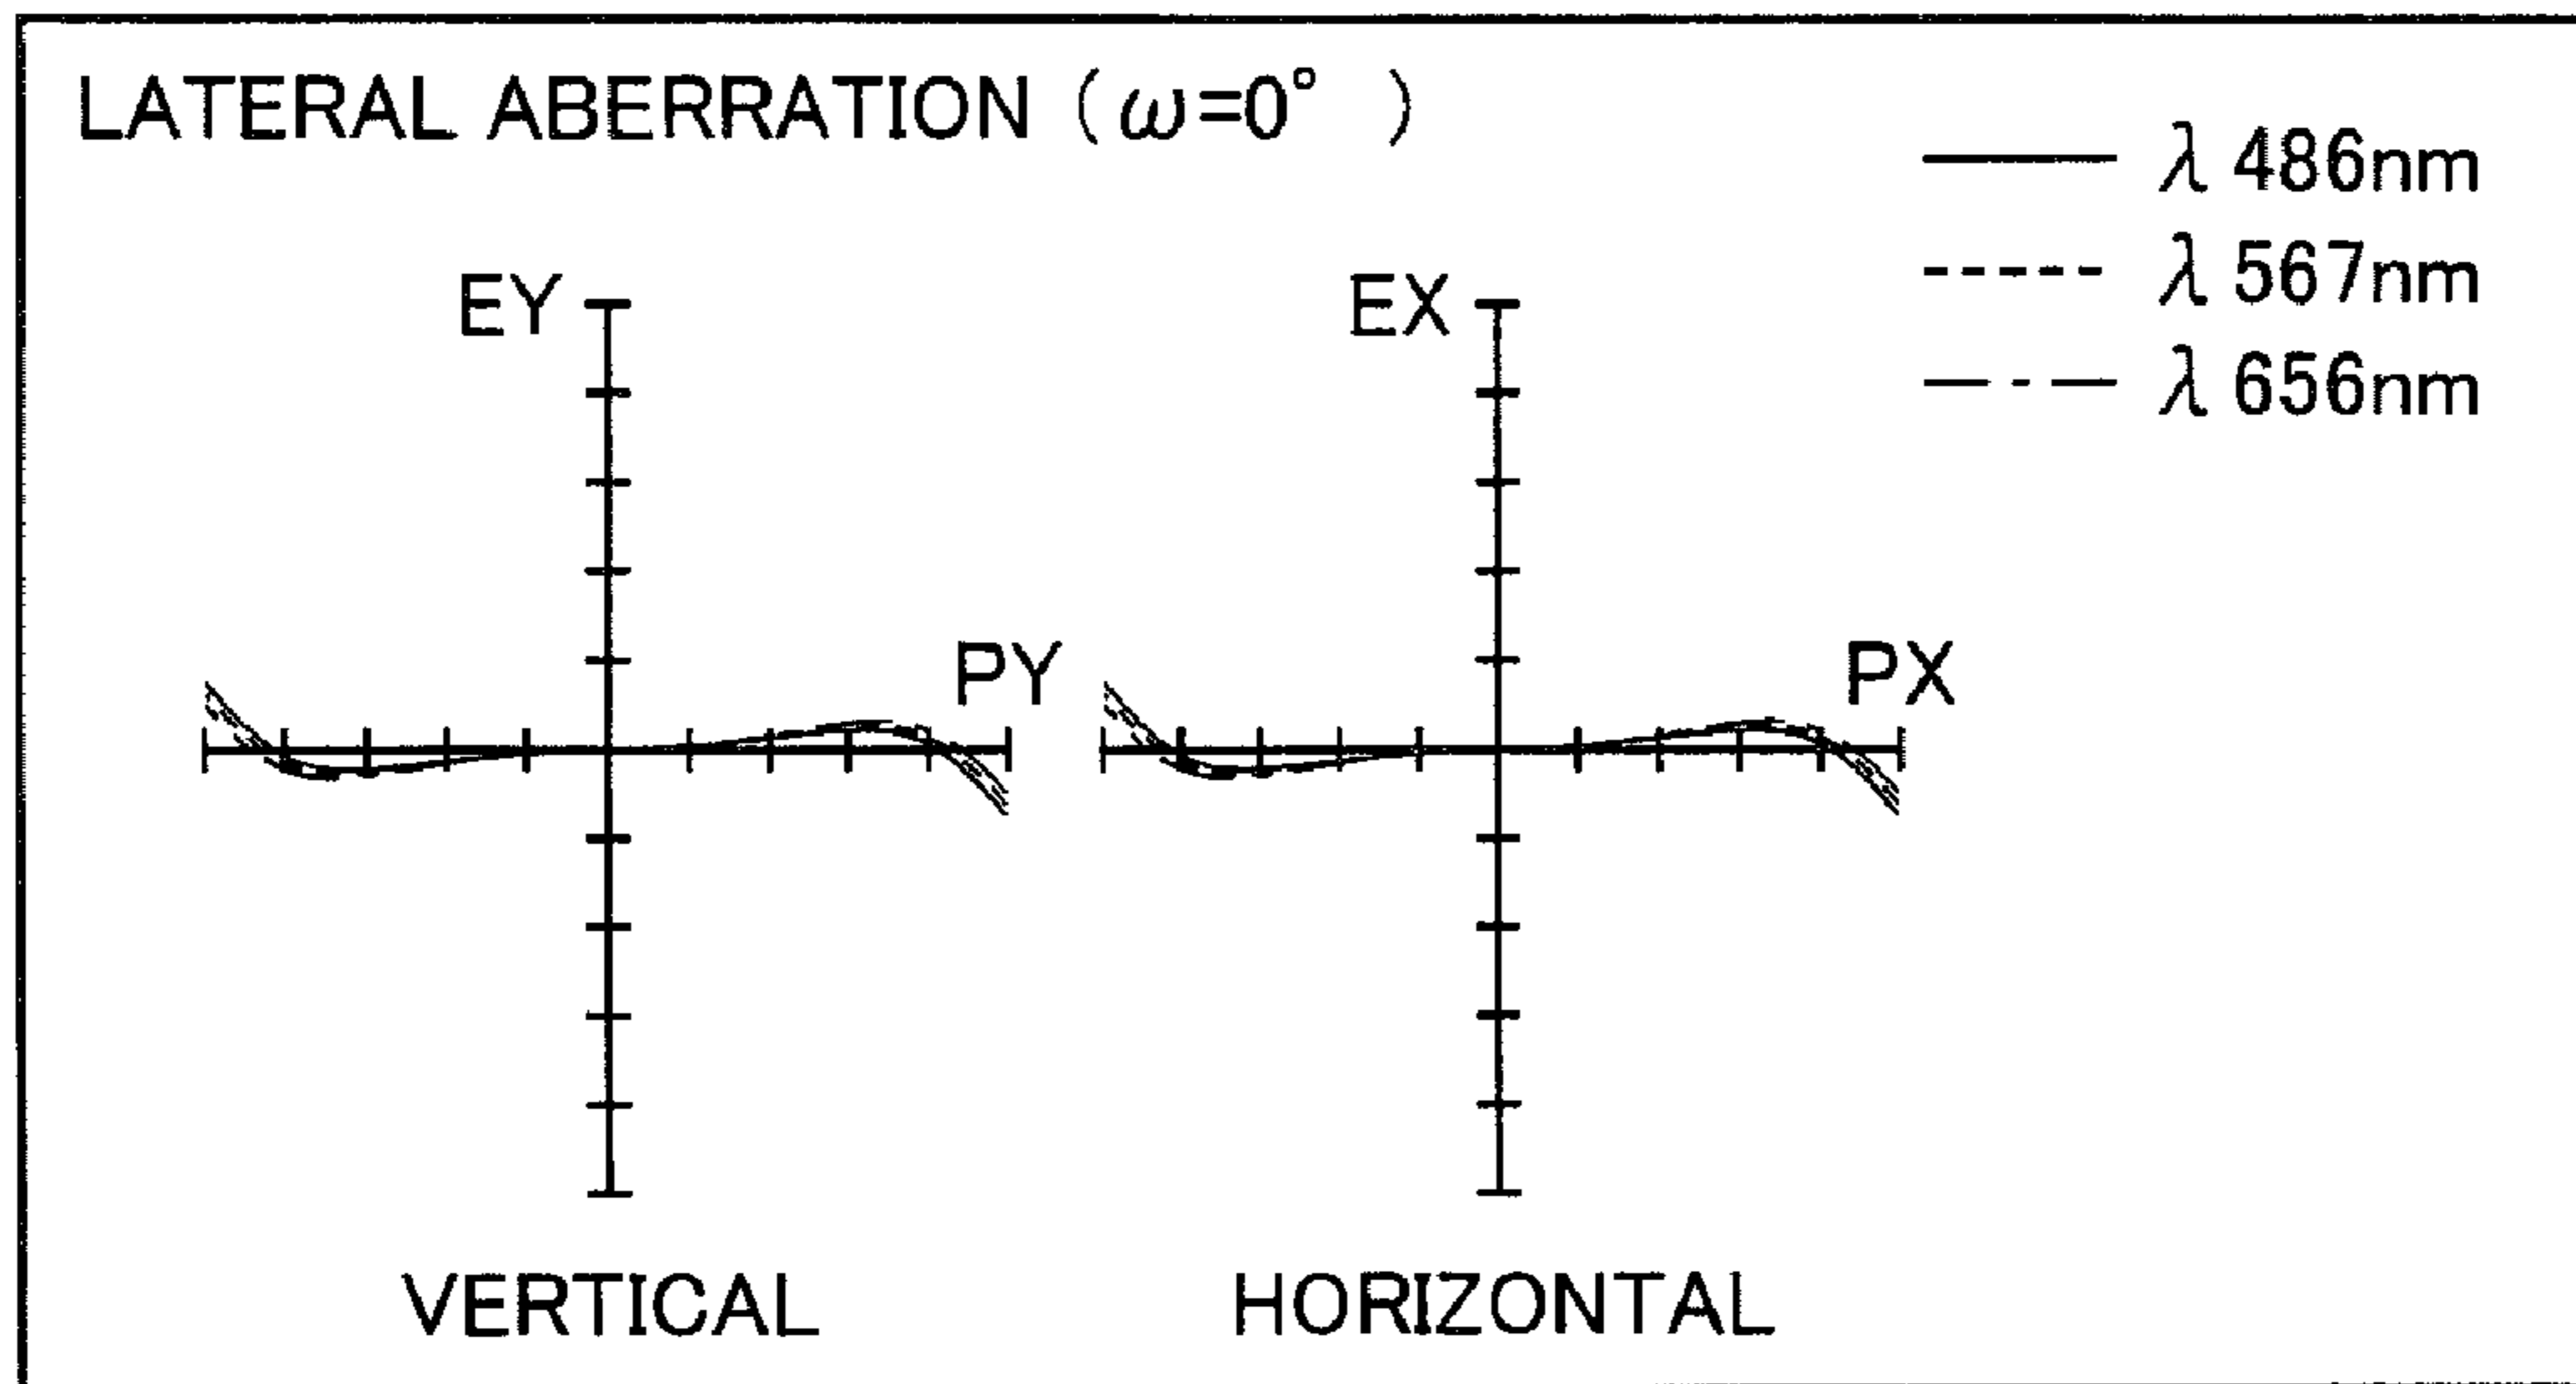 LATERAL ABERRATION (ω=0° )
λ 486nm
λ 567nm
λ 656nm
EY
EX
PY
PX
VERTICAL
HORIZONTAL